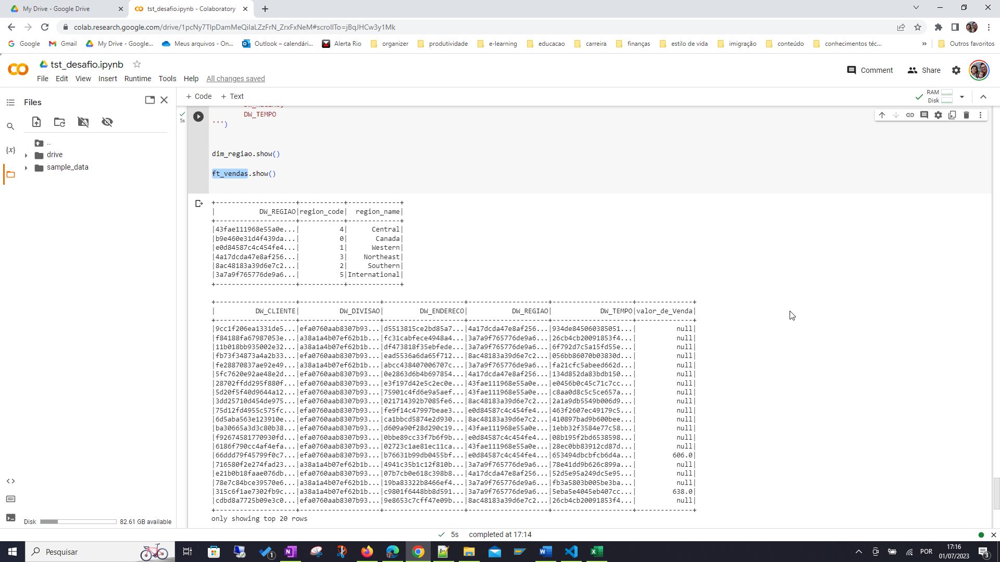 My Drive - Google Drive
tst_desafio.ipynb - Colaboratory
colab.research.google.com/drive/1pcNy7TIpDamMeQiIaLZzFrN_ZrxFxNeM#scrollTo=jBqJHCw3y1Mk
Google
Gmail
My Drive - Google...
Meus arquivos - On...
Outlook – calendári...
Alerta Rio
organizer
produtividade
e-learning
educacao
carreira
finanças
estilo de vida
imigração
conteúdo
conhecimentos téc...
»
Outros favoritos
tst_desafio.ipynb
File Edit View Insert Runtime Tools Help All changes saved
Comment
Share
Files
+ Code + Text
RAM
Disk
..
drive
sample_data
{x}
5s
DW_TEMPO
''')
dim_regiao.show()
ft_vendas.show()
+--------------------+-----------+-------------+
|           DW_REGIAO|region_code|  region_name|
+--------------------+-----------+-------------+
|43fae111968e55a0e...|          4|      Central|
|b9e460e31d4f439da...|          0|       Canada|
|e0d84587c4c454fe4...|          1|      Western|
|4a17dcda47e8af256...|          3|    Northeast|
|8ac48183a39d6e7c2...|          2|     Southern|
|3a7a9f765776de9a6...|          5|International|
+--------------------+-----------+-------------+
+--------------------+--------------------+--------------------+--------------------+--------------------+--------------+
|          DW_CLIENTE|          DW_DIVISAO|         DW_ENDERECO|           DW_REGIAO|            DW_TEMPO|valor_de_Venda|
+--------------------+--------------------+--------------------+--------------------+--------------------+--------------+
|9cc1f206ea1331de5...|efa0760aab8307b93...|d5513815ce2bd85a7...|4a17dcda47e8af256...|934de845060385051...|          null|
|f84188fa67987053e...|a38a1a4b07ef62b1b...|fc31cabfece4948a4...|3a7a9f765776de9a6...|26cb4cb20091853f4...|          null|
|11b018bb935002e32...|a38a1a4b07ef62b1b...|df473818f35ebfede...|3a7a9f765776de9a6...|6f792d7c5a15fd55e...|          null|
|fb73f34873a4a2b33...|efa0760aab8307b93...|ead5536a6da65f712...|8ac48183a39d6e7c2...|056bb86070b03830d...|          null|
|fe28870837ae92e49...|a38a1a4b07ef62b1b...|abcc438407006707c...|3a7a9f765776de9a6...|fa21cfc5abeed662d...|          null|
|5fc7620e92ae48e2d...|efa0760aab8307b93...|0e2863d6b4b697854...|4a17dcda47e8af256...|134d852da83bdb150...|          null|
|28702ffdd295f880f...|efa0760aab8307b93...|e3f197d42e5c2ec0e...|43fae111968e55a0e...|e0456b0c45c71c7cc...|          null|
|5d20f5f40d9644a12...|efa0760aab8307b93...|75901c4fd6e9a5aef...|43fae111968e55a0e...|c8aa0d8c5c5ce657a...|          null|
|3dd25710d454de975...|efa0760aab8307b93...|021714392b7085fe6...|8ac48183a39d6e7c2...|2a1a9db5549b006d9...|          null|
|75d12fd4955c575fc...|efa0760aab8307b93...|fe9f14c47997beae3...|e0d84587c4c454fe4...|463f2607ec49179c5...|          null|
|6d5aba563e123910e...|efa0760aab8307b93...|ca1bbcd5874e2d930...|8ac48183a39d6e7c2...|410897bad9b600bee...|          null|
|ba30665a3d3c80b38...|efa0760aab8307b93...|d609a90f28d290c19...|43fae111968e55a0e...|1ebb32f3584e77c58...|          null|
|f92674581770930fd...|efa0760aab8307b93...|0bbe89cc33f7b6f9b...|e0d84587c4c454fe4...|08b195f2bd6538598...|          null|
|6186f790cc4af4efa...|efa0760aab8307b93...|02723c1ae81ec11ca...|43fae111968e55a0e...|28ec0bb83912cd87d...|          null|
|66ddd79f45799f0c7...|efa0760aab8307b93...|b76631b99db0455bf...|e0d84587c4c454fe4...|653494dbcbfcb6d4a...|         606.0|
|716580f2e274fad23...|a38a1a4b07ef62b1b...|4941c35b1c12f810b...|3a7a9f765776de9a6...|78e41dd9b626c899a...|          null|
|e21b0b18faae076db...|efa0760aab8307b93...|07b7cb0e618c398b8...|4a17dcda47e8af256...|52d5e95a249dc5e95...|          null|
|78e7c84bce39570e6...|a38a1a4b07ef62b1b...|19ba83322b8466ef4...|3a7a9f765776de9a6...|fb3a5803b005be3ba...|          null|
|315c6f1ae7302fb9c...|a38a1a4b07ef62b1b...|c9801f6448bb8d591...|3a7a9f765776de9a6...|5eba5e4045eb407cc...|         638.0|
|cdbd8a7725b09e3c0...|efa0760aab8307b93...|9e8653c7cff47e09b...|8ac48183a39d6e7c2...|26cb4cb20091853f4...|          null|
+--------------------+--------------------+--------------------+--------------------+--------------------+--------------+
only showing top 20 rows
Disk 82.61 GB available
5s completed at 17:14
Pesquisar
1
POR
17:16
01/07/2023
3